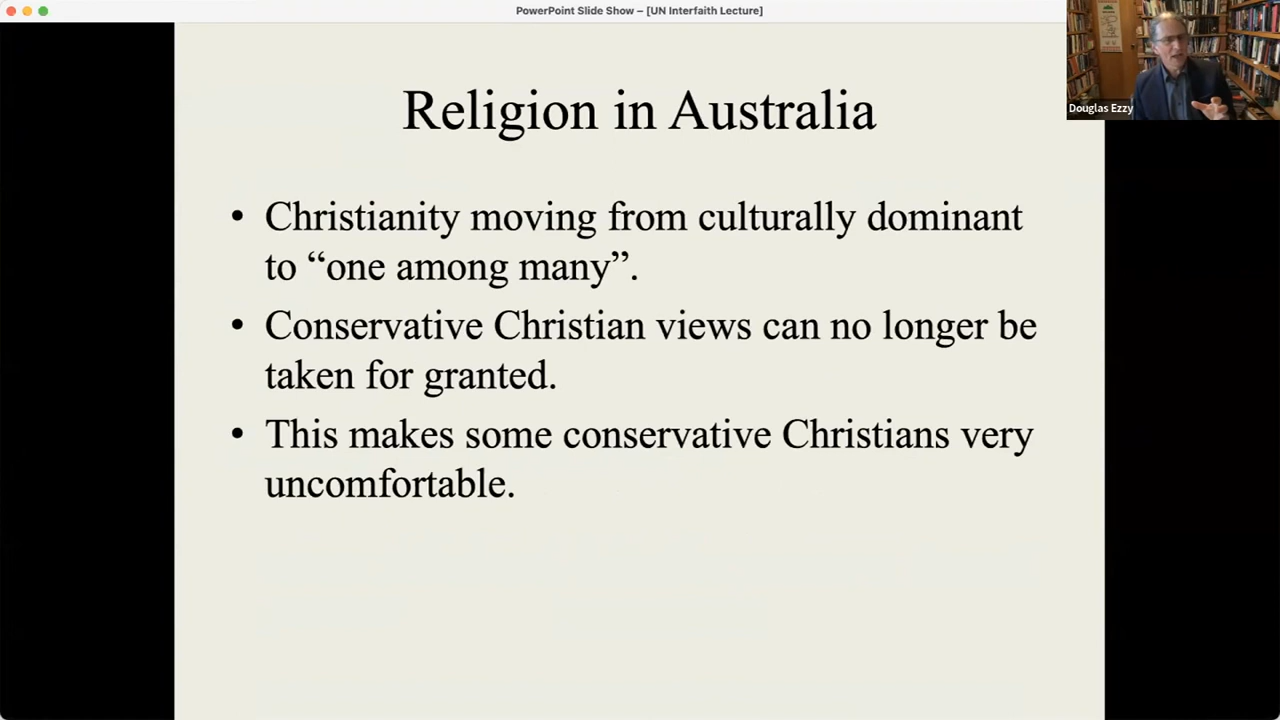 PowerPoint Slide Show – [UN Interfaith Lecture]
Douglas Ezzy
Religion in Australia
• Christianity moving from culturally dominant
to “one among many”.
• Conservative Christian views can no longer be
taken for granted.
• This makes some conservative Christians very
uncomfortable.